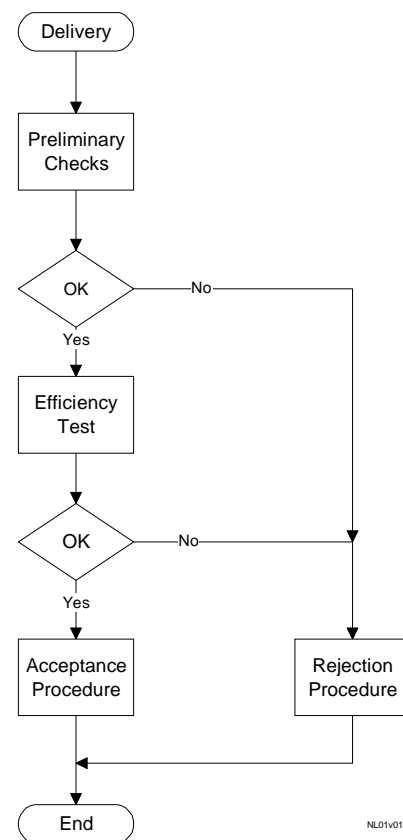 Delivery
Preliminary
Checks
OK
No
Yes
Efficiency
Test
OK
No
Yes
Acceptance
Procedure
Rejection
Procedure
End
NL01v01